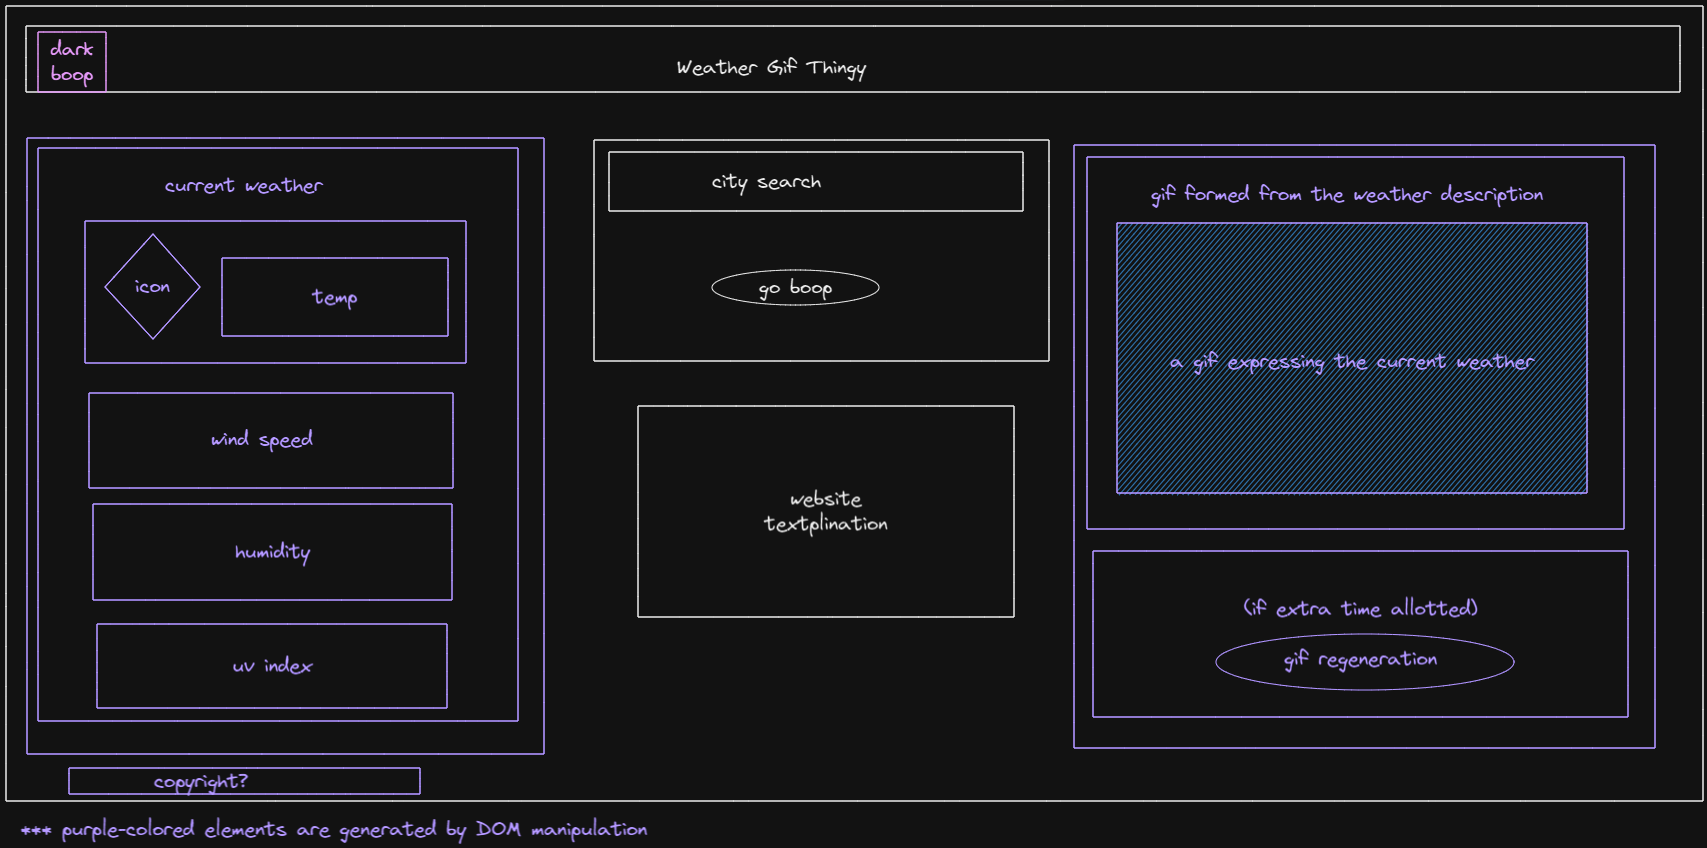 dark
boop
Weather Gif Thingy
current weather
icon
temp
wind speed
humidity
uv index
copyright?
city search
go boop
website
textplination
gif formed from the weather description
a gif expressing the current weather
(if extra time allotted)
gif regeneration
*** purple-colored elements are generated by DOM manipulation